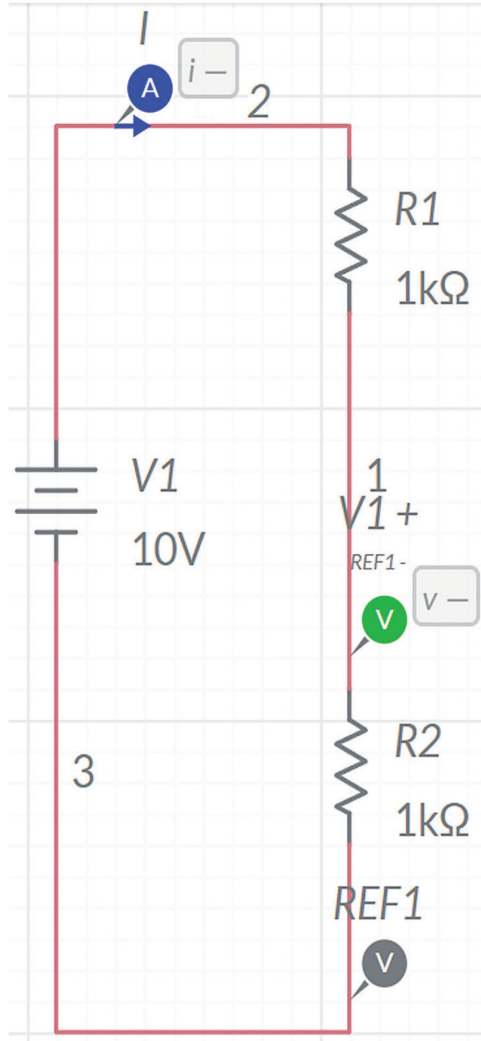 I
A
i —
2
R1
1kΩ
V1
10V
1
V1 +
REF1 -
v —
V
R2
1kΩ
3
REF1
V